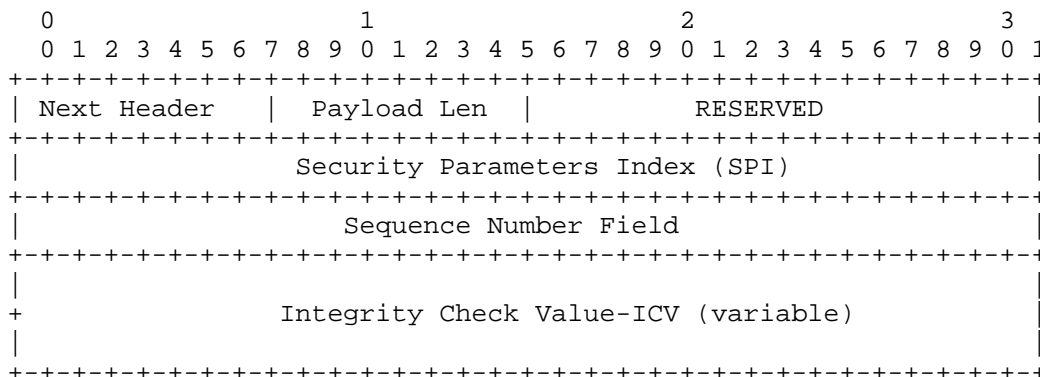 0                   1                   2                   3
0 1 2 3 4 5 6 7 8 9 0 1 2 3 4 5 6 7 8 9 0 1 2 3 4 5 6 7 8 9 0 1
+-+-+-+-+-+-+-+-+-+-+-+-+-+-+-+-+-+-+-+-+-+-+-+-+-+-+-+-+-+-+-+-+
| Next Header   |  Payload Len  |          RESERVED             |
+-+-+-+-+-+-+-+-+-+-+-+-+-+-+-+-+-+-+-+-+-+-+-+-+-+-+-+-+-+-+-+-+
|                 Security Parameters Index (SPI)               |
+-+-+-+-+-+-+-+-+-+-+-+-+-+-+-+-+-+-+-+-+-+-+-+-+-+-+-+-+-+-+-+-+
|                    Sequence Number Field                      |
+-+-+-+-+-+-+-+-+-+-+-+-+-+-+-+-+-+-+-+-+-+-+-+-+-+-+-+-+-+-+-+-+
|                                                               |
+                Integrity Check Value-ICV (variable)           |
|                                                               |
+-+-+-+-+-+-+-+-+-+-+-+-+-+-+-+-+-+-+-+-+-+-+-+-+-+-+-+-+-+-+-+-+